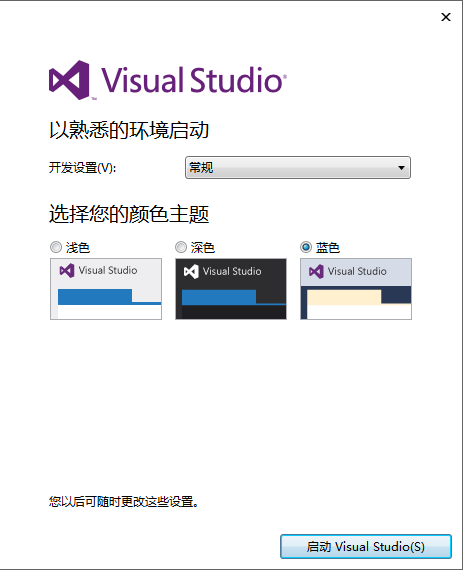 Visual Studio®
™
以熟悉的环境启动
开发设置(V): 常规
选择您的颜色主题
浅色 深色 蓝色
Visual Studio Visual Studio Visual Studio
您以后可随时更改这些设置。
启动 Visual Studio(S)